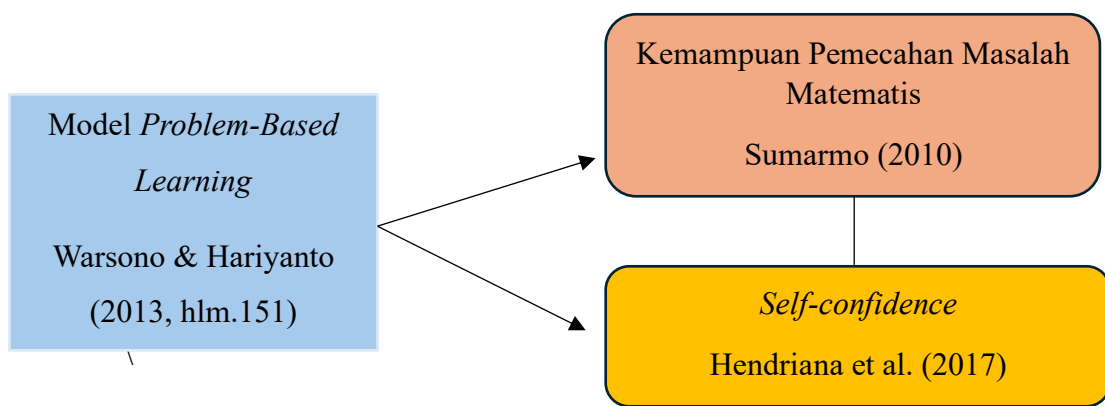 Model Problem-Based
Learning
Warsono & Hariyanto
(2013, hlm.151)
Kemampuan Pemecahan Masalah
Matematis
Sumarmo (2010)
Self-confidence
Hendriana et al. (2017)